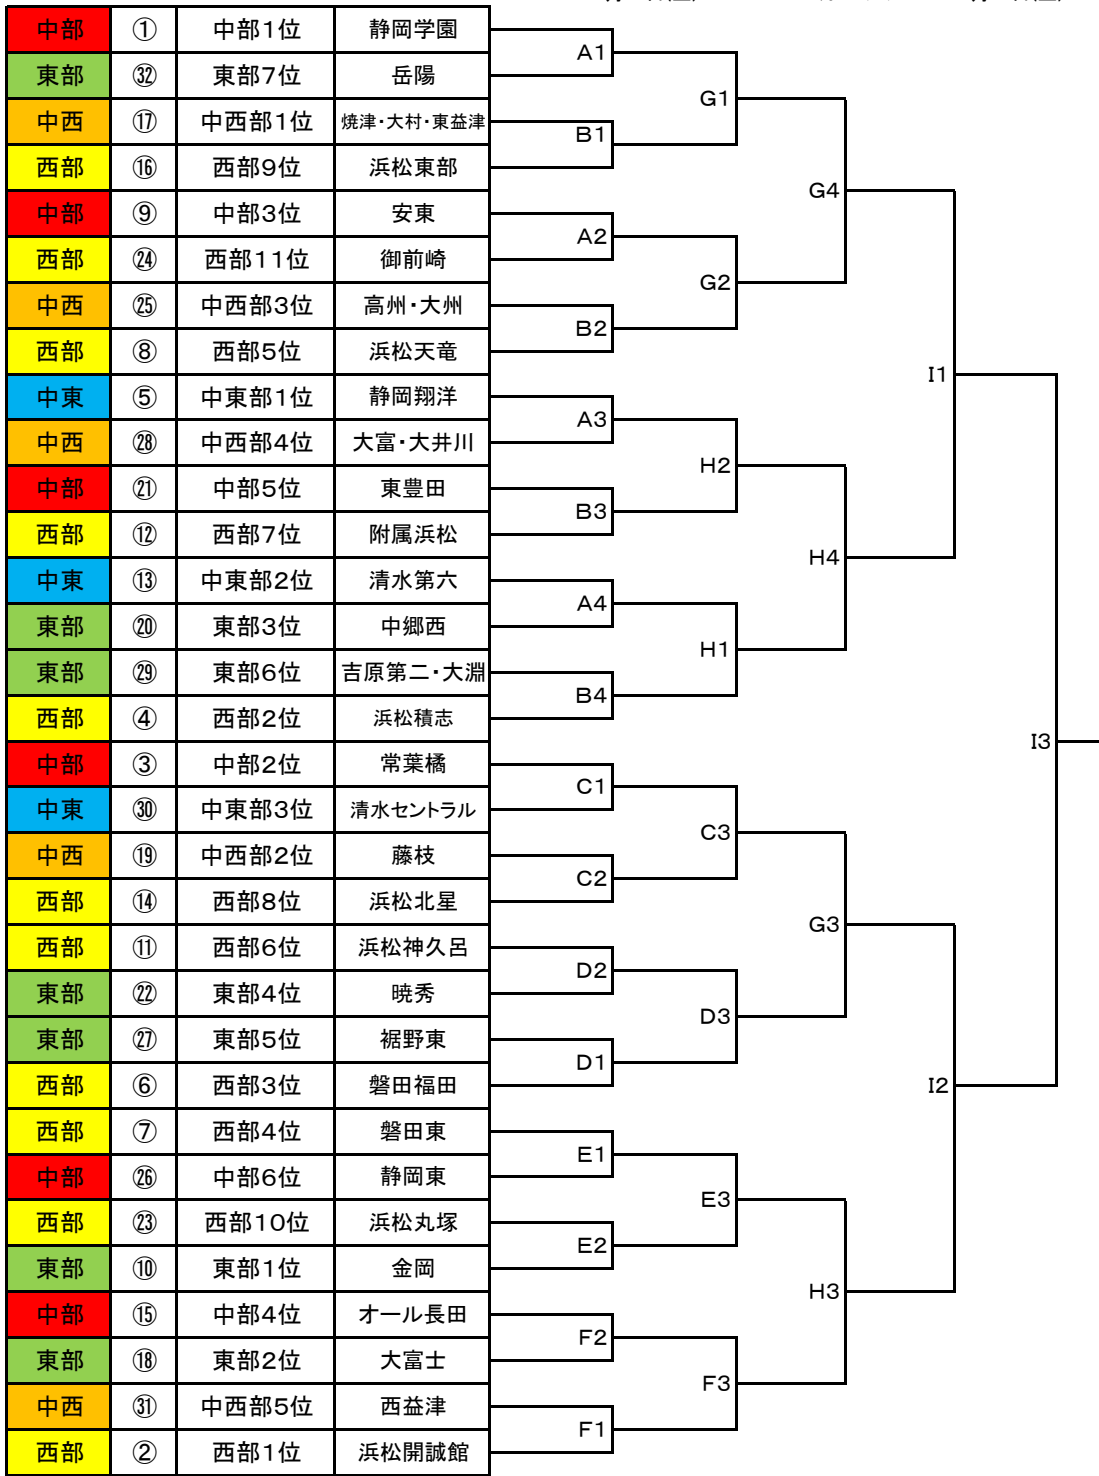 中部 ① 中部1位 静岡学園
A1
東部 ㉜ 東部7位 岳陽
G1
中西 ⑰ 中西部1位 焼津・大村・東益津
B1
西部 ⑯ 西部9位 浜松東部
G4
中部 ⑨ 中部3位 安東
A2
西部 ㉔ 西部11位 御前崎
G2
中西 ㉕ 中西部3位 高州・大州
B2
西部 ⑧ 西部5位 浜松天竜
I1
中東 ⑤ 中東部1位 静岡翔洋
A3
中西 ㉘ 中西部4位 大富・大井川
H2
中部 ㉑ 中部5位 東豊田
B3
西部 ⑫ 西部7位 附属浜松
H4
中東 ⑬ 中東部2位 清水第六
A4
東部 ⑳ 東部3位 中郷西
H1
東部 ㉙ 東部6位 吉原第二・大淵
B4
西部 ④ 西部2位 浜松積志
I3
中部 ③ 中部2位 常葉橘
C1
中東 ㉚ 中東部3位 清水セントラル
C3
中西 ⑲ 中西部2位 藤枝
C2
西部 ⑭ 西部8位 浜松北星
G3
西部 ⑪ 西部6位 浜松神久呂
D2
東部 ㉒ 東部4位 暁秀
D3
東部 ㉗ 東部5位 裾野東
D1
西部 ⑥ 西部3位 磐田福田
I2
西部 ⑦ 西部4位 磐田東
E1
中部 ㉖ 中部6位 静岡東
E3
西部 ㉓ 西部10位 浜松丸塚
E2
東部 ⑩ 東部1位 金岡
H3
中部 ⑮ 中部4位 オール長田
F2
東部 ⑱ 東部2位 大富士
F3
中西 ㉛ 中西部5位 西益津
F1
西部 ② 西部1位 浜松開誠館